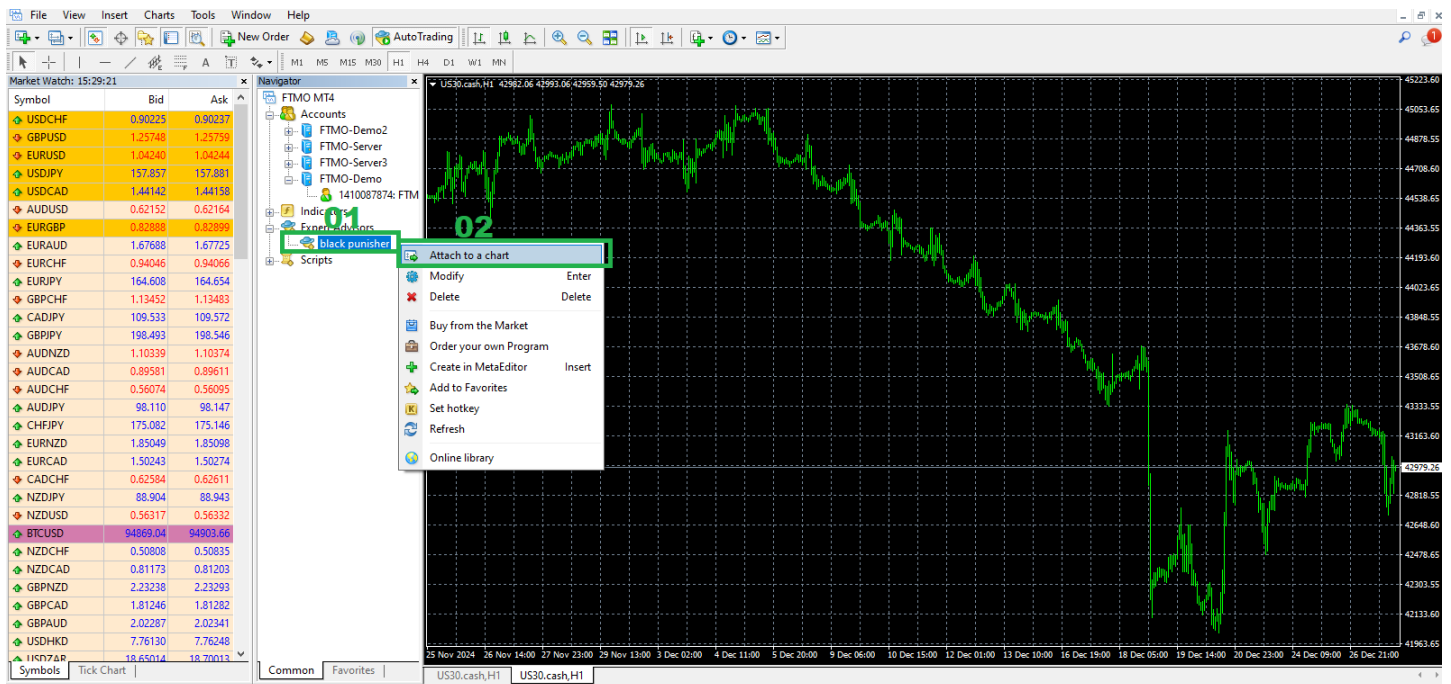 File View Insert Charts Tools Window Help
New Order AutoTrading
1
A T M1 M5 M15 M30 H1 H4 D1 W1 MN
Market Watch: 15:29:21
Symbol Bid Ask
USDCHF 0.90225 0.90237
GBPUSD 1.25748 1.25759
EURUSD 1.04240 1.04244
USDJPY 157.857 157.881
USDCAD 1.44142 1.44158
AUDUSD 0.62152 0.62164
EURGBP 0.82888 0.82899
EURAUD 1.67688 1.67725
EURCHF 0.94046 0.94066
EURJPY 164.608 164.654
GBPCHF 1.13452 1.13483
CADJPY 109.533 109.572
GBPJPY 198.493 198.546
AUDNZD 1.10339 1.10374
AUDCAD 0.89581 0.89611
AUDCHF 0.56074 0.56095
AUDJPY 98.110 98.147
CHFJPY 175.082 175.146
EURNZD 1.85049 1.85098
EURCAD 1.50243 1.50274
CADCHF 0.62584 0.62611
NZDJPY 88.904 88.943
NZDUSD 0.56317 0.56332
BTCUSD 94869.04 94903.66
NZDCHF 0.50808 0.50835
NZDCAD 0.81173 0.81203
GBPNZD 2.23238 2.23293
GBPCAD 1.81246 1.81282
GBPAUD 2.02287 2.02341
USDHKD 7.76130 7.76248
USDZAR 18.65014 18.70013
Symbols Tick Chart
Navigator
FTMO MT4
Accounts
FTMO-Demo2
FTMO-Server
FTMO-Server3
FTMO-Demo
1410087874: FTM
Indicators
01
Expert Advisors
black punisher
Scripts
Common Favorites
02
Attach to a chart
Modify Enter
Delete Delete
Buy from the Market
Order your own Program
Create in MetaEditor Insert
Add to Favorites
Set hotkey
Refresh
Online library
US30.cash,H1 42982.06 42993.06 42959.50 42979.26
45223.60
45053.65
44878.55
44708.60
44538.65
44363.55
44193.60
44023.65
43848.55
43678.60
43508.65
43333.55
43163.60
42979.26
42818.55
42648.60
42478.65
42303.55
42133.60
41963.65
25 Nov 2024 26 Nov 14:00 27 Nov 23:00 29 Nov 13:00 3 Dec 02:00 4 Dec 11:00 5 Dec 20:00 9 Dec 06:00 10 Dec 15:00 12 Dec 01:00 13 Dec 10:00 16 Dec 19:00 18 Dec 05:00 19 Dec 14:00 20 Dec 23:00 24 Dec 09:00 26 Dec 21:00
US30.cash,H1 US30.cash,H1